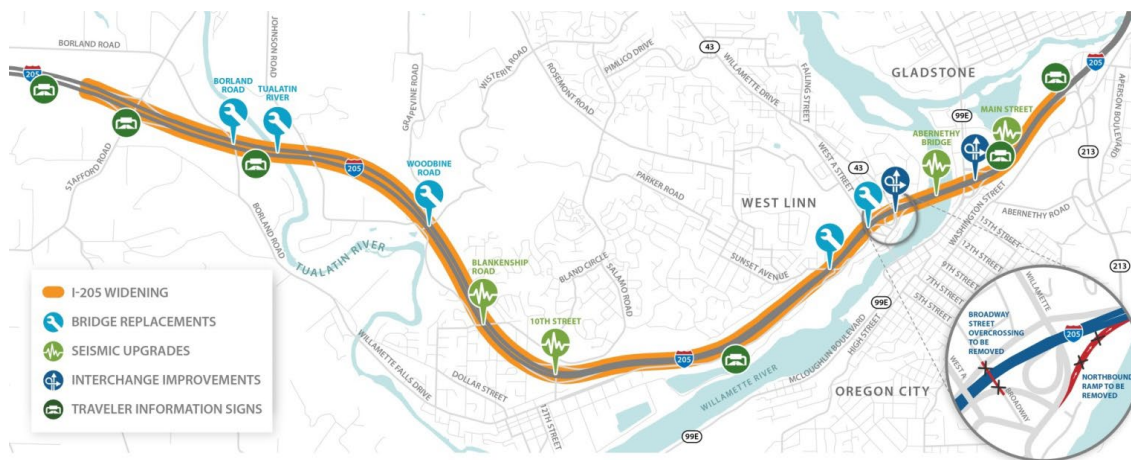 BORLAND ROAD
JOHNSON ROAD
205
BORLAND
ROAD
TUALATIN
RIVER
STAFFORD ROAD
BORLAND ROAD
TUALATIN RIVER
GRAPEVINE ROAD
WISTERIA ROAD
ROSEMONT ROAD
PIMLICO DRIVE
43
WILLAMETTE DRIVE
FAILING STREET
GLADSTONE
205
APERSON BOULEVARD
99E
MAIN STREET
213
ABERNETHY
BRIDGE
WEST A STREET
43
205
WOODBINE
ROAD
PARKER ROAD
WEST LINN
SUNSET AVENUE
WASHINGTON STREET
ABERNETHY ROAD
15TH STREET
12TH STREET
9TH STREET
7TH STREET
5TH STREET
213
BLANKENSHIP
ROAD
BLAND CIRCLE
SALAMO ROAD
10TH STREET
99E
MCLOUGHLIN BOULEVARD
HIGH STREET
205
WILLAMETTE RIVER
OREGON CITY
WILLAMETTE FALLS DRIVE
DOLLAR STREET
12TH STREET
99E
I-205 WIDENING
BRIDGE REPLACEMENTS
SEISMIC UPGRADES
INTERCHANGE IMPROVEMENTS
TRAVELER INFORMATION SIGNS
BROADWAY
STREET
OVERCROSSING
TO BE
REMOVED
WILLAMETTE
205
WEST A
BROADWAY
NORTHBOUND
RAMP TO BE
REMOVED